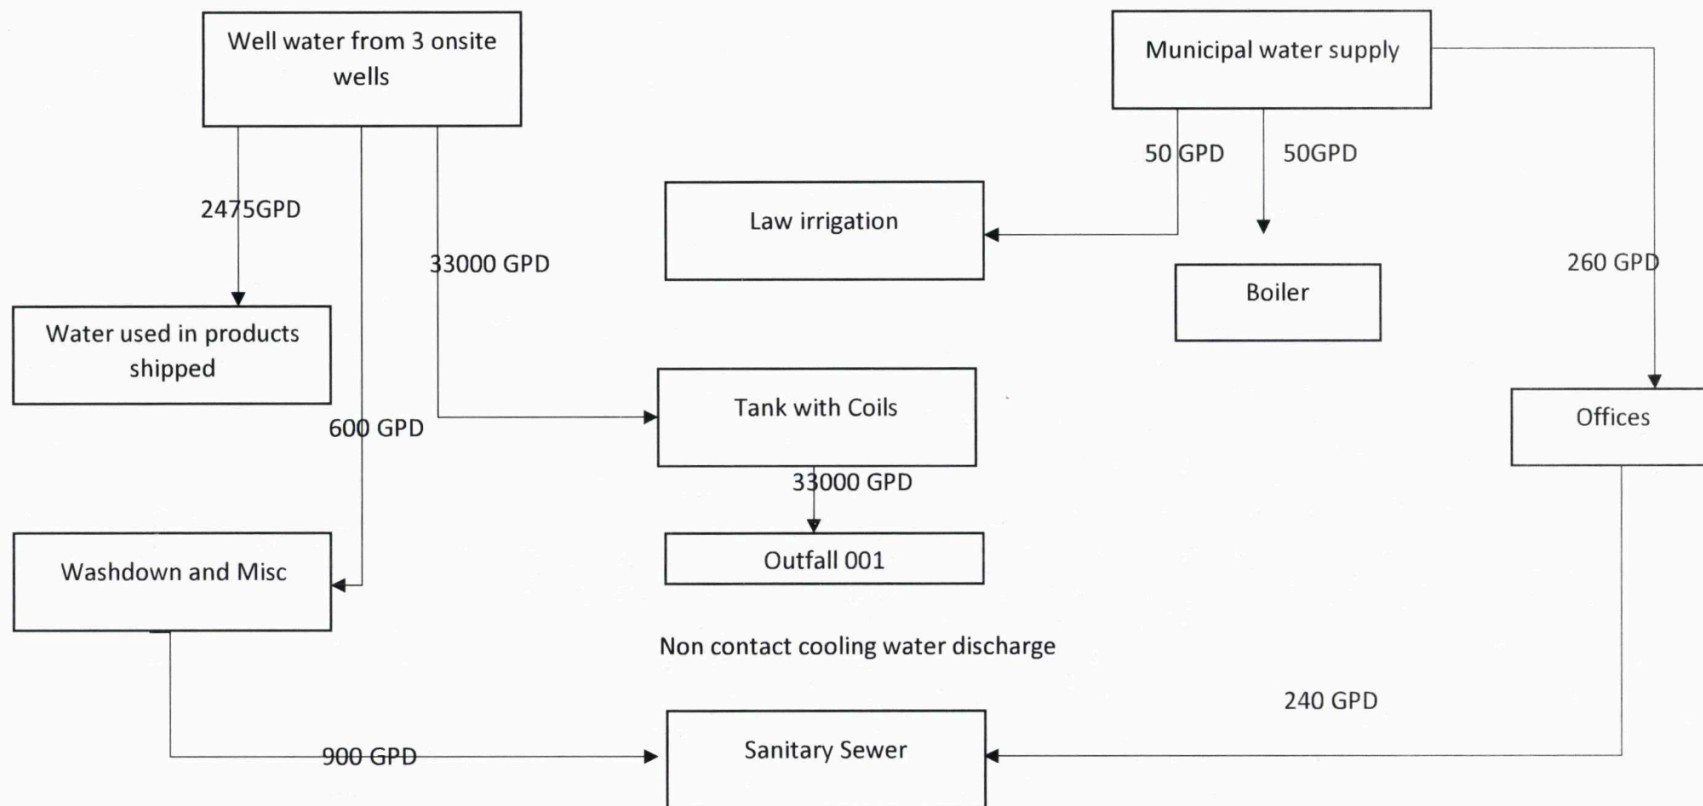 Well water from 3 onsite
wells
Municipal water supply
50 GPD
50GPD
2475GPD
Law irrigation
33000 GPD
260 GPD
Boiler
Water used in products
shipped
Tank with Coils
Offices
600 GPD
33000 GPD
Outfall 001
Washdown and Misc
Non contact cooling water discharge
240 GPD
Sanitary Sewer
900 GPD